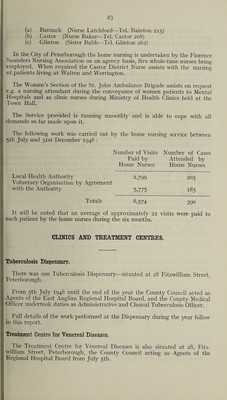 23
(a) Barnack (Nurse Latchford—Tel. Bainton 213)
(b) Castor (Nurse Baker—Tel. Castor 208)
(c) Glinton (Sister Babb—Tel. Glinton 262)
In the City of Peterborough the home nursing is undertaken by the Florence
Saunders Nursing Association on an agency basis, five whole-time nurses being
employed. When required the Castor District Nurse assists with the nursing
of patients living at Walton and Werrington.
The Women's Section of the St. John Ambulance Brigade assists on request
e.g. a nursing attendant during the conveyance of women patients to Mental
Hospitals and as clinic nurses during Ministry of Health Clinics held at the
Town Hall.
The Service provided is running smoothly and is able to cope with all
demands so far made upon it.
The following work was carried out by the home nursing service between
5th July and 31st December 1948 :
Number of Visits Number of Cases
Paid by Attended by
Home Nurses Home Nurses
Local Health Authority 2,799 205
Voluntary Organisation by Agreement
with the Authority 5,775 185
Totals 8,574 390
It will be noted that an average of approximately 22 visits were paid to
each patient by the home nurses during the six months.
CLINICS AND TREATMENT CENTRES.
Tuberculosis Dispensary.
There was one Tuberculosis Dispensary—situated at 28 Fitzwilliam Street,
Peterborough.
From 5th July 1948 until the end of the year the County Council acted as
Agents of the East Anglian Regional Hospital Board, and the County Medical
Officer undertook duties as Administrative and Clinical Tuberculosis Officer.
Full details of the work performed at the Dispensary during the year follow
in this report.
Treatment Centre for Venereal Diseases.
The Treatment Centre for Venereal Diseases is also situated at 28, Fitz-
william Street, Peterborough, the County Council acting as Agents of the
Regional Hospital Board from July 5th.